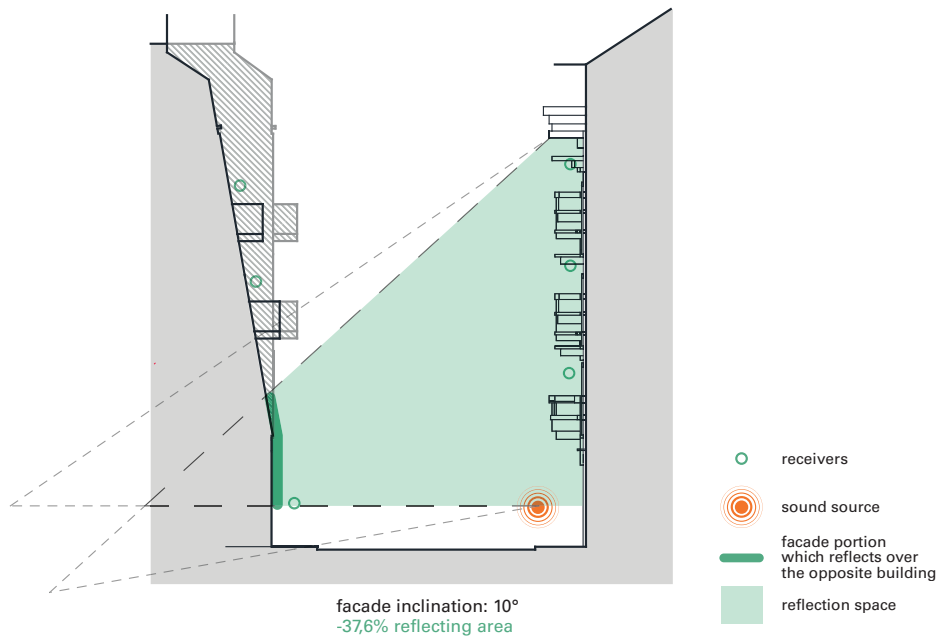 receivers
sound source
facade portion
which reflects over
the opposite building
reflection space
facade inclination: 10°
-37,6% reflecting area